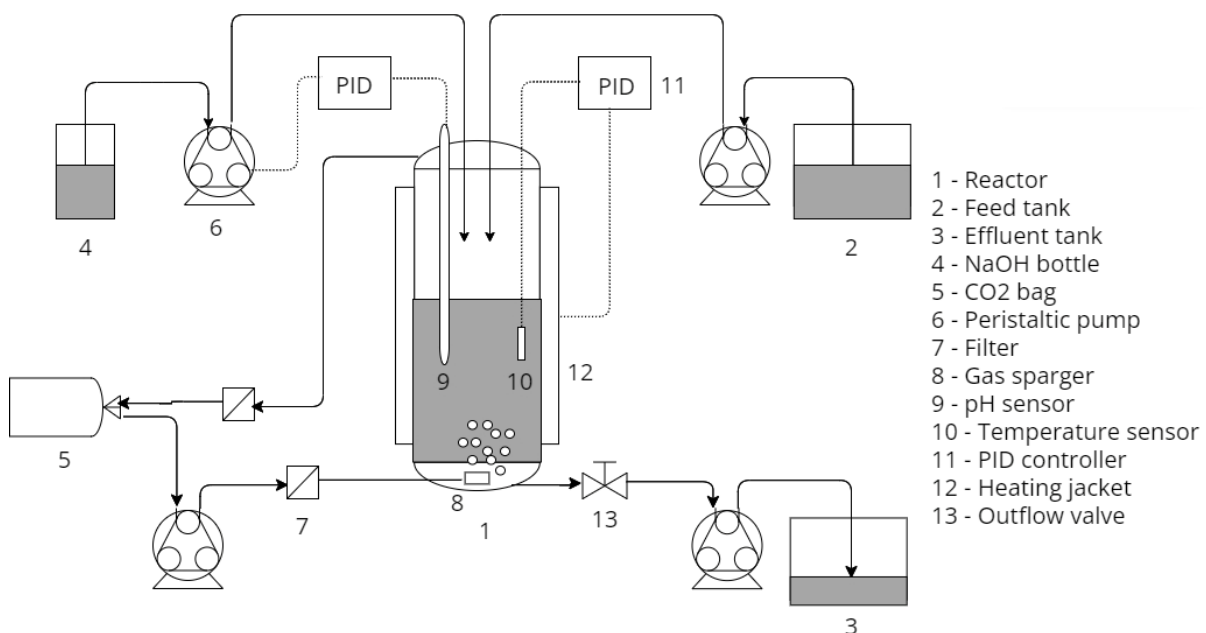 PID
PID
11
4
6
2
9
10
12
5
7
8
1
13
3
1 - Reactor
2 - Feed tank
3 - Effluent tank
4 - NaOH bottle
5 - CO2 bag
6 - Peristaltic pump
7 - Filter
8 - Gas sparger
9 - pH sensor
10 - Temperature sensor
11 - PID controller
12 - Heating jacket
13 - Outflow valve